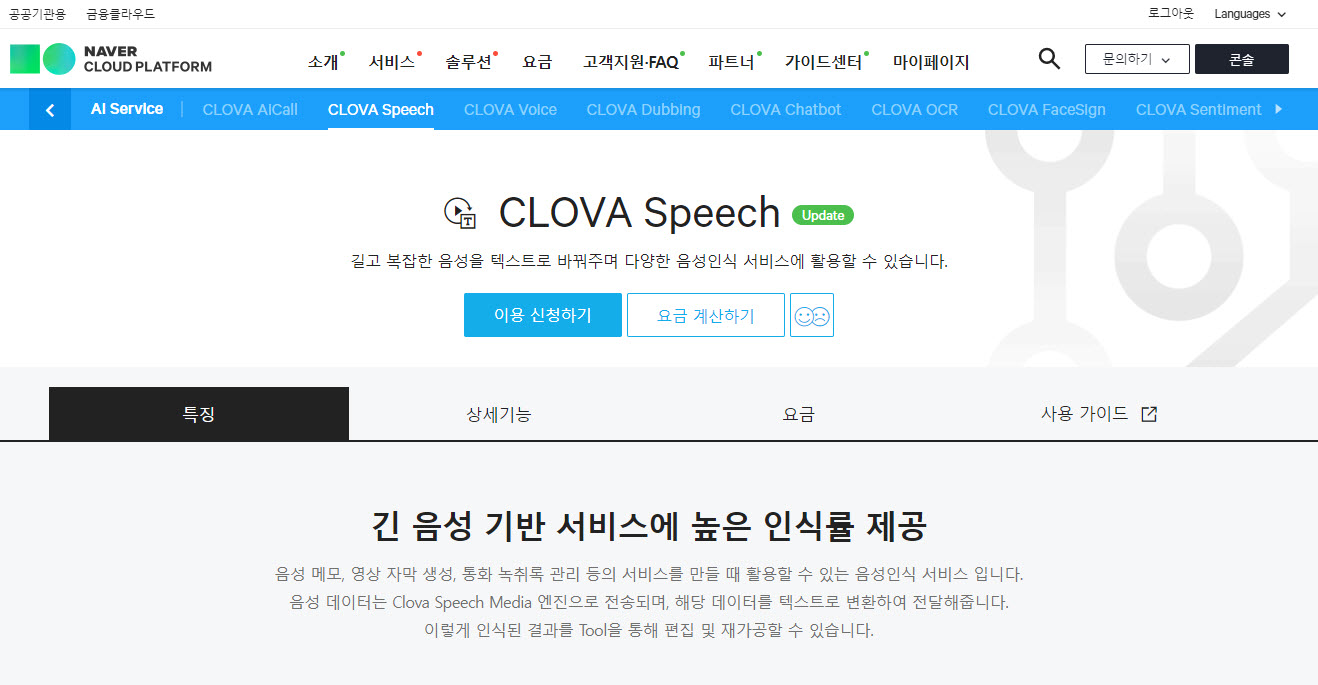 공공기관용 금융클라우드 로그아웃 Languages
NAVER
CLOUD PLATFORM
소개 서비스 솔루션 요금 고객지원·FAQ 파트너 가이드센터 마이페이지 문의하기 콘솔
AI Service CLOVA AiCall CLOVA Speech CLOVA Voice CLOVA Dubbing CLOVA Chatbot CLOVA OCR CLOVA FaceSign CLOVA Sentiment
T CLOVA Speech Update
길고 복잡한 음성을 텍스트로 바꿔주며 다양한 음성인식 서비스에 활용할 수 있습니다.
이용 신청하기 요금 계산하기
특징 상세기능 요금 사용 가이드
긴 음성 기반 서비스에 높은 인식률 제공
음성 메모, 영상 자막 생성, 통화 녹취록 관리 등의 서비스를 만들 때 활용할 수 있는 음성인식 서비스 입니다.
음성 데이터는 Clova Speech Media 엔진으로 전송되며, 해당 데이터를 텍스트로 변환하여 전달해줍니다.
이렇게 인식된 결과를 Tool을 통해 편집 및 재가공할 수 있습니다.